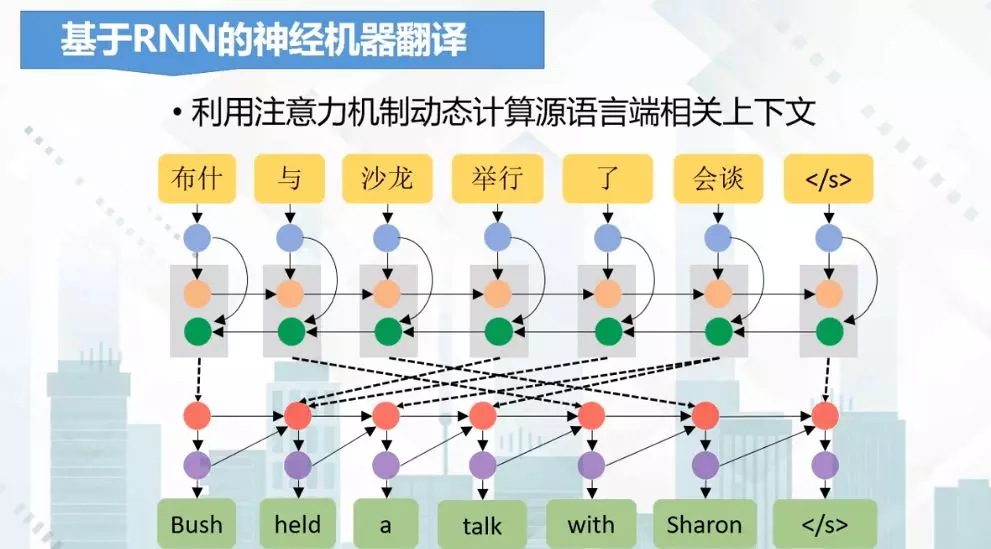 基于RNN的神经机器翻译
• 利用注意力机制动态计算源语言端相关上下文
布什 与 沙龙 举行 了 会谈 </s>
Bush held a talk with Sharon </s>